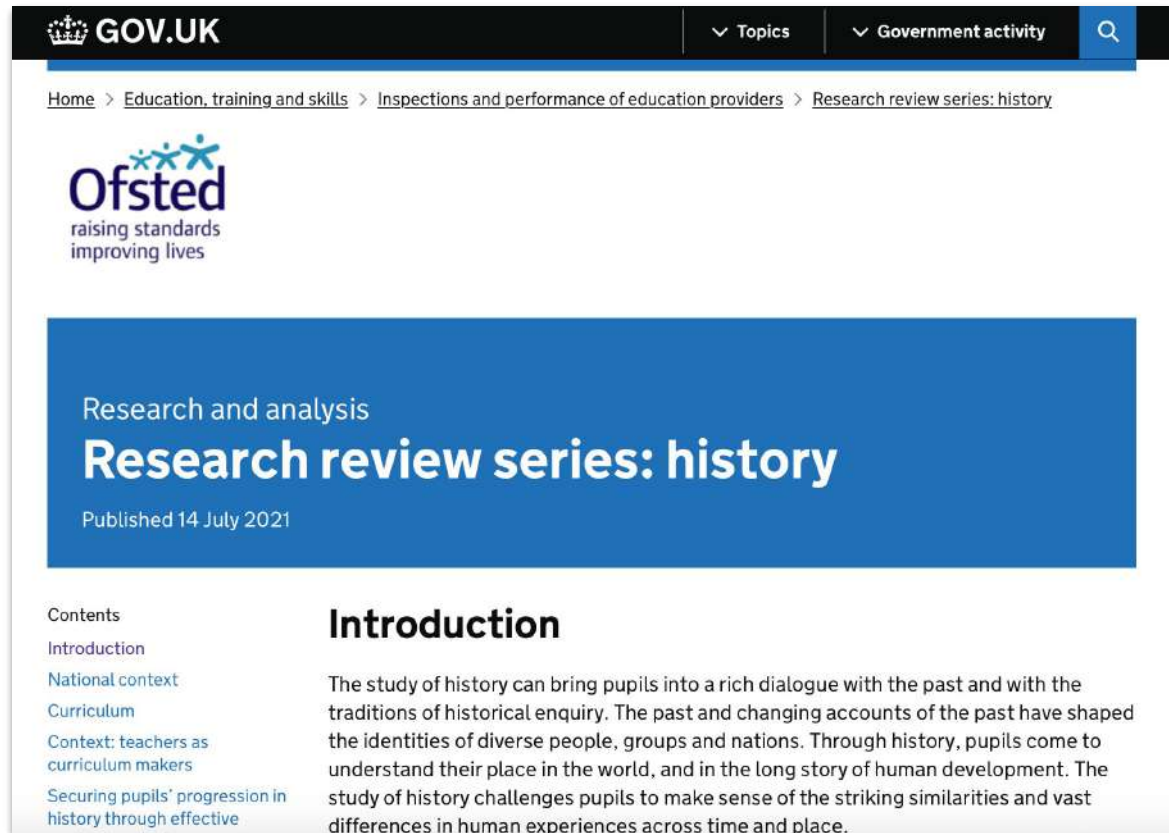 GOV.UK
Topics
Government activity
Home > Education, training and skills > Inspections and performance of education providers > Research review series: history
Ofsted
raising standards
improving lives
Research and analysis
Research review series: history
Published 14 July 2021
Contents
Introduction
National context
Curriculum
Context: teachers as
curriculum makers
Securing pupils' progression in
history through effective
Introduction
The study of history can bring pupils into a rich dialogue with the past and with the
traditions of historical enquiry. The past and changing accounts of the past have shaped
the identities of diverse people, groups and nations. Through history, pupils come to
understand their place in the world, and in the long story of human development. The
study of history challenges pupils to make sense of the striking similarities and vast
differences in human experiences across time and place.